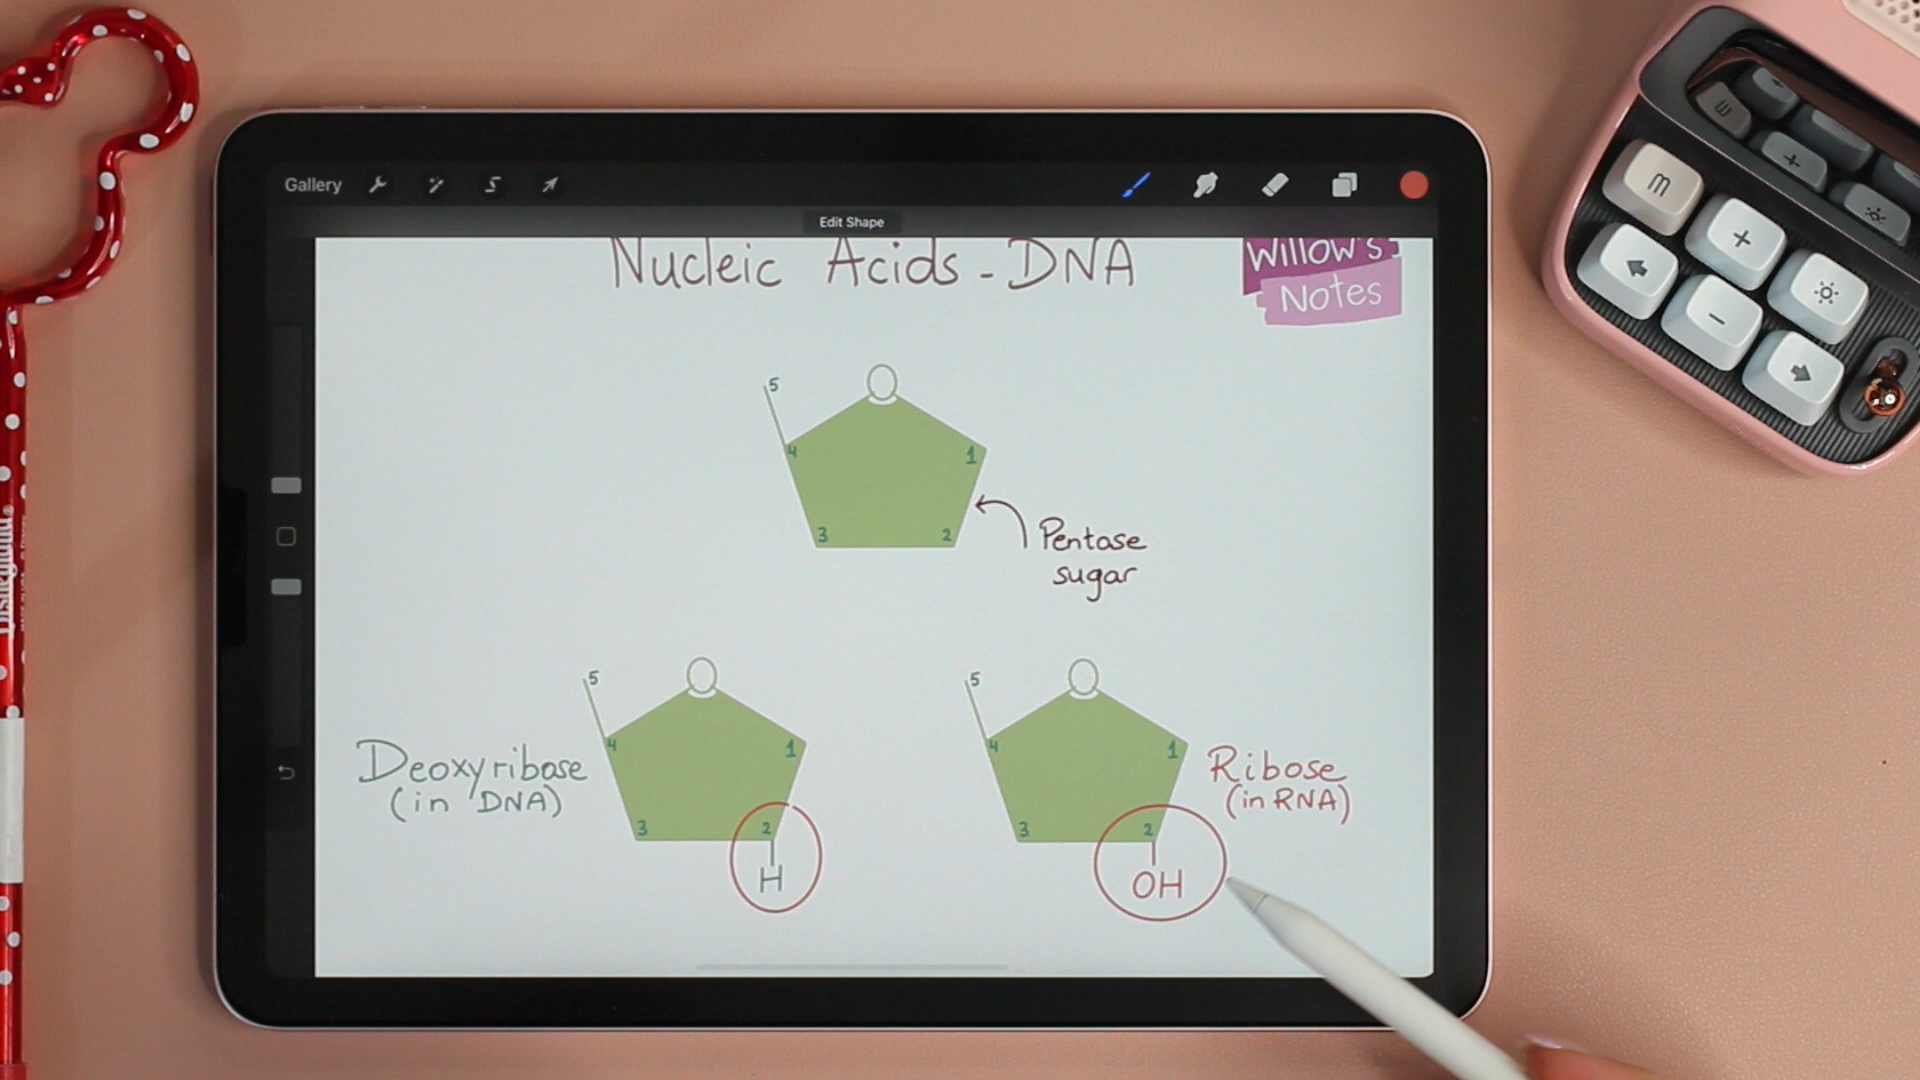 Gallery
Edit Shape
Nucleic Acids - DNA
Willow's
Notes
5
O
4
1
3
2
Pentase
sugar
5
O
4
1
3
2
H
Deoxyribose
(in DNA)
5
O
4
1
3
2
OH
Ribose
(in RNA)
m
+
-